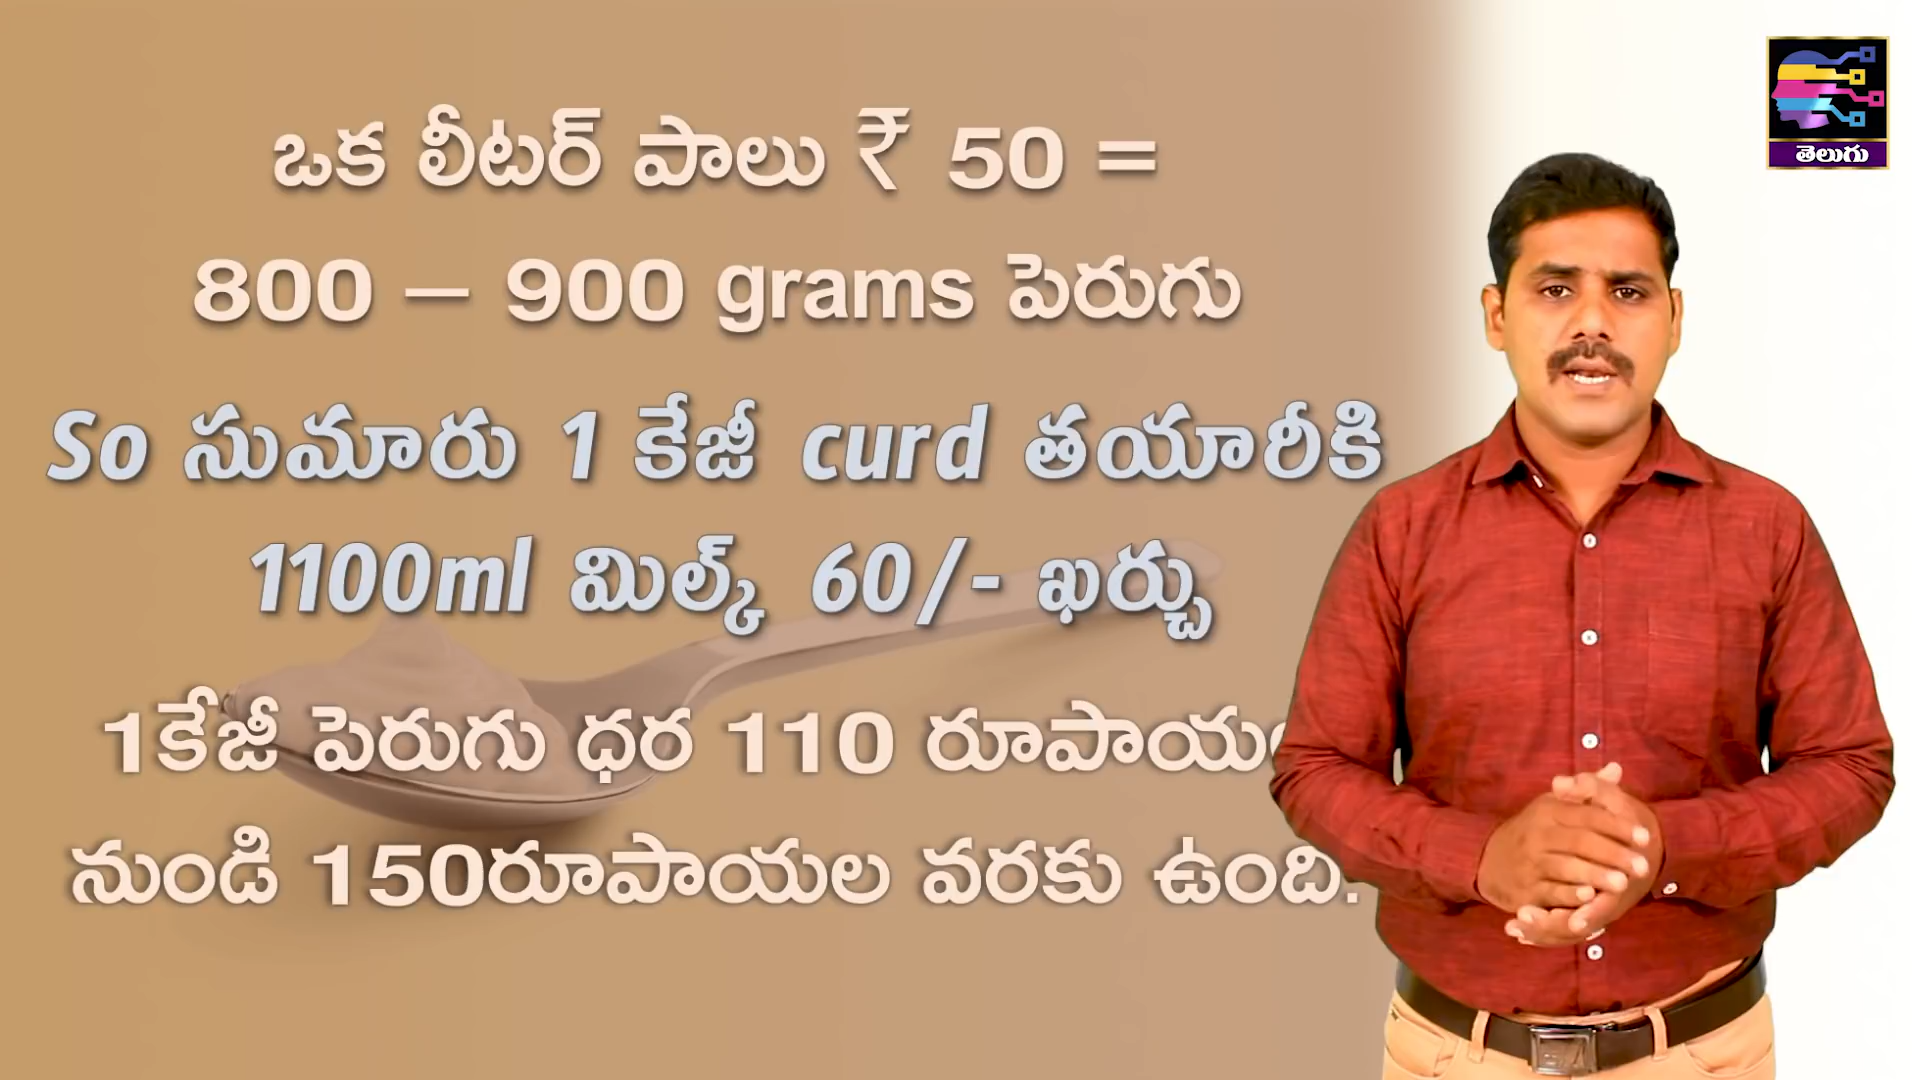 ఒక లీటర్ పాలు ₹ 50 =
800 – 900 grams పెరుగు
So సుమారు 1 కేజీ curd తయారీకి
1100ml మిల్క్ 60/- ఖర్చు
1కేజీ పెరుగు ధర 110
నుండి 150రూపాయల వరకు ఉంది.
తెలుగు